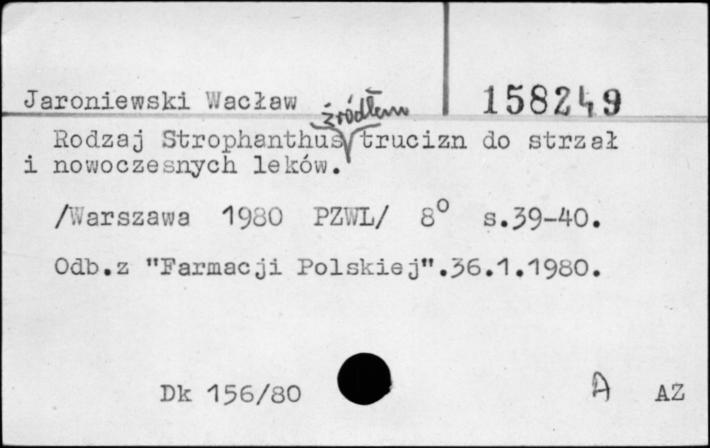 Jaroniewski Wacław 158249
źródłem
Rodzaj Strophanthus trucizn do strzał
i nowoczesnych leków.
/Warszawa 1980 PZWL/ 8° s.39-40.
Odb.z "Farmacji Polskiej".36.1.1980.
Dk 156/80 A AZ